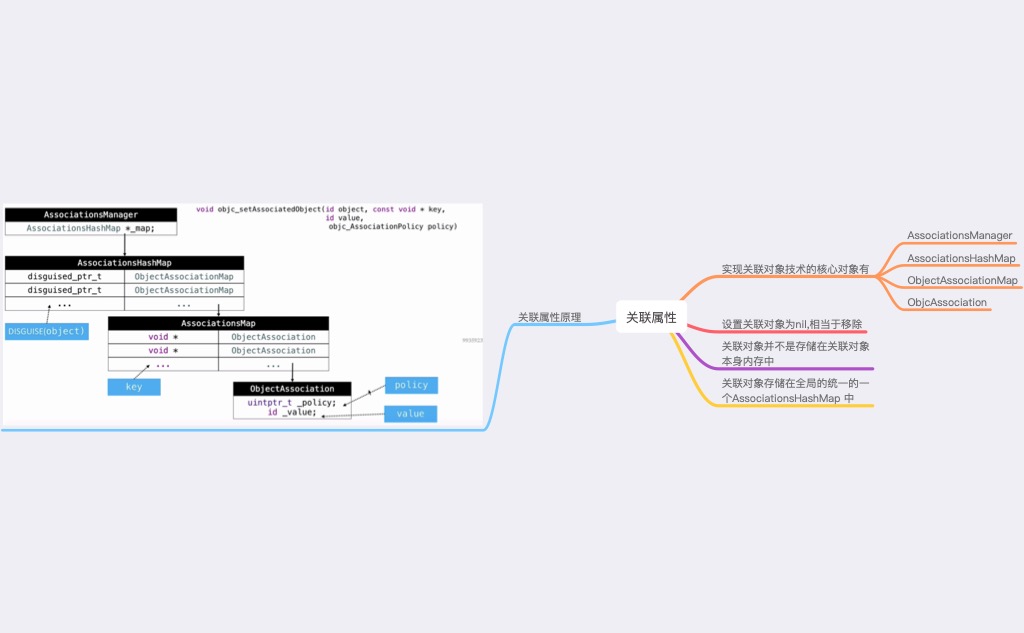 AssociationsManager
AssociationsHashMap *_map;
void objc_setAssociatedObject(id object, const void * key,
id value,
objc_AssociationPolicy policy)
AssociationsHashMap
disguised_ptr_t ObjectAssociationMap
disguised_ptr_t ObjectAssociationMap
... ...
DISGUISE(object)
AssociationsMap
void * ObjectAssociation
void * ObjectAssociation
... ...
key
ObjectAssociation
uintptr_t _policy;
id _value;
policy
value
关联属性原理
关联属性
实现关联对象技术的核心对象有
AssociationsManager
AssociationsHashMap
ObjectAssociationMap
ObjcAssociation
设置关联对象为nil,相当于移除
关联对象并不是存储在关联对象
本身内存中
关联对象存储在全局的统一的一
个AssociationsHashMap 中